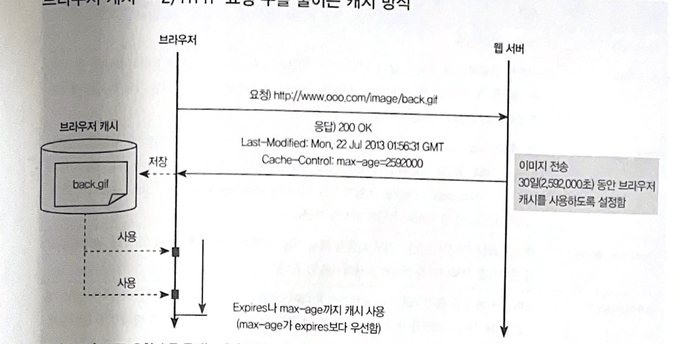 브라우저 캐시 - 2) HTTP 요청 수를 줄이는 캐시 방식
브라우저
웹 서버
요청) http://www.ooo.com/image/back.gif
브라우저 캐시
응답) 200 OK
Last-Modified: Mon, 22 Jul 2013 01:56:31 GMT
Cache-Control: max-age=2592000
저장
back.gif
이미지 전송
30일(2,592,000초) 동안 브라우저
캐시를 사용하도록 설정함
사용
사용
Expires나 max-age까지 캐시 사용
(max-age가 expires보다 우선함)